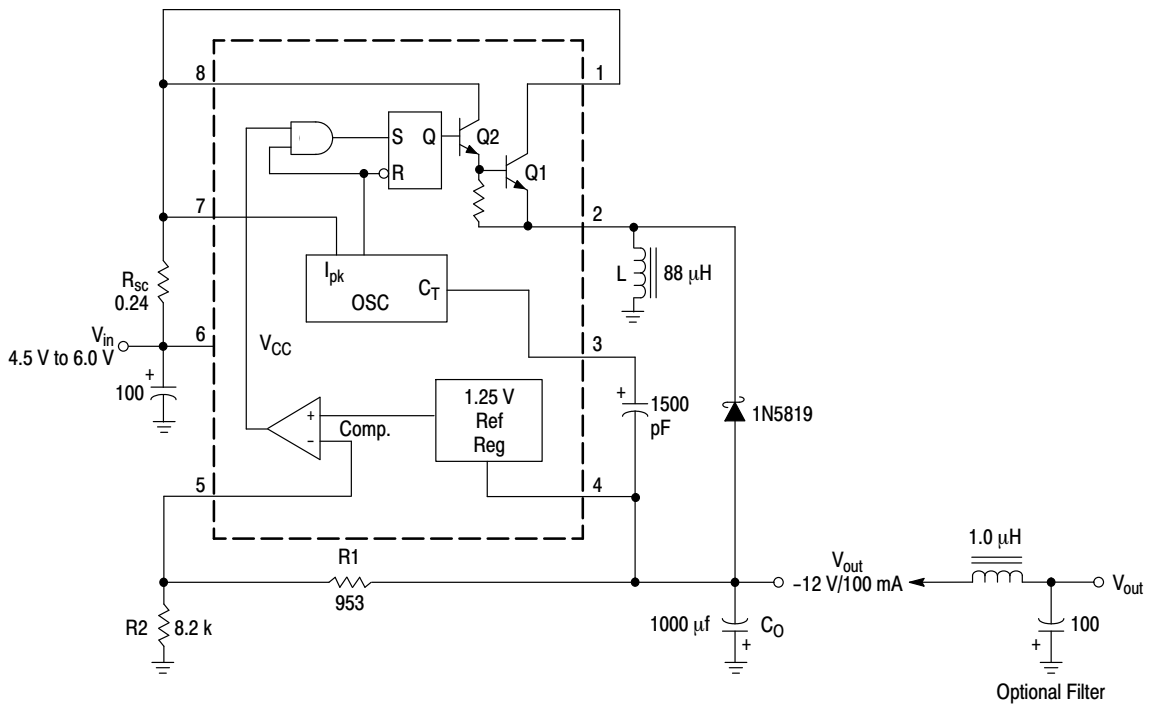 8
1
S
Q
Q2
R
Q1
7
2
Ipk
CT
OSC
L
88 µH
Rsc
0.24
Vin
4.5 V to 6.0 V
6
VCC
3
+
100
+
1500
pF
1N5819
1.25 V
Ref
Reg
+
Comp.
–
5
4
R1
953
1.0 µH
Vout
–12 V/100 mA
Vout
R2
8.2 k
1000 µf
CO
+
100
+
Optional Filter